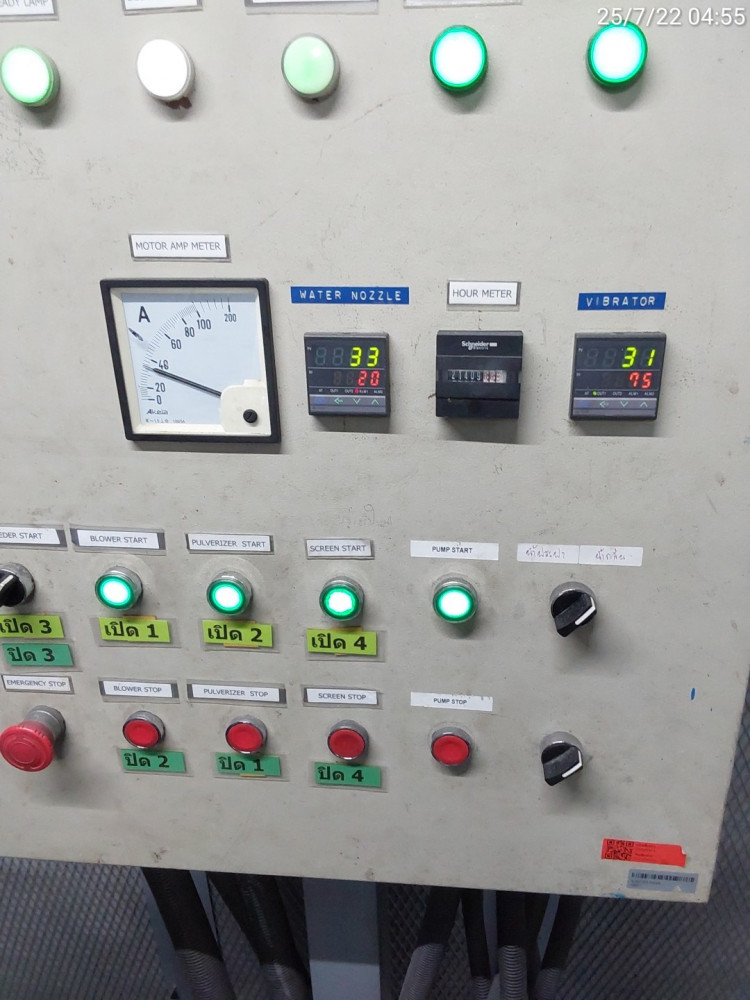 25/7/22 04:55
MOTOR AMP METER
WATER NOZZLE
HOUR METER
VIBRATOR
A
200
100
80
60
40
20
0
33
20
Schneider
31
75
BLOWER START
PULVERIZER START
SCREEN START
PUMP START
เปิด 3
เปิด 1
เปิด 2
เปิด 4
ปิด 3
EMERGENCY STOP
BLOWER STOP
PULVERIZER STOP
SCREEN STOP
PUMP STOP
ปิด 2
ปิด 1
ปิด 4